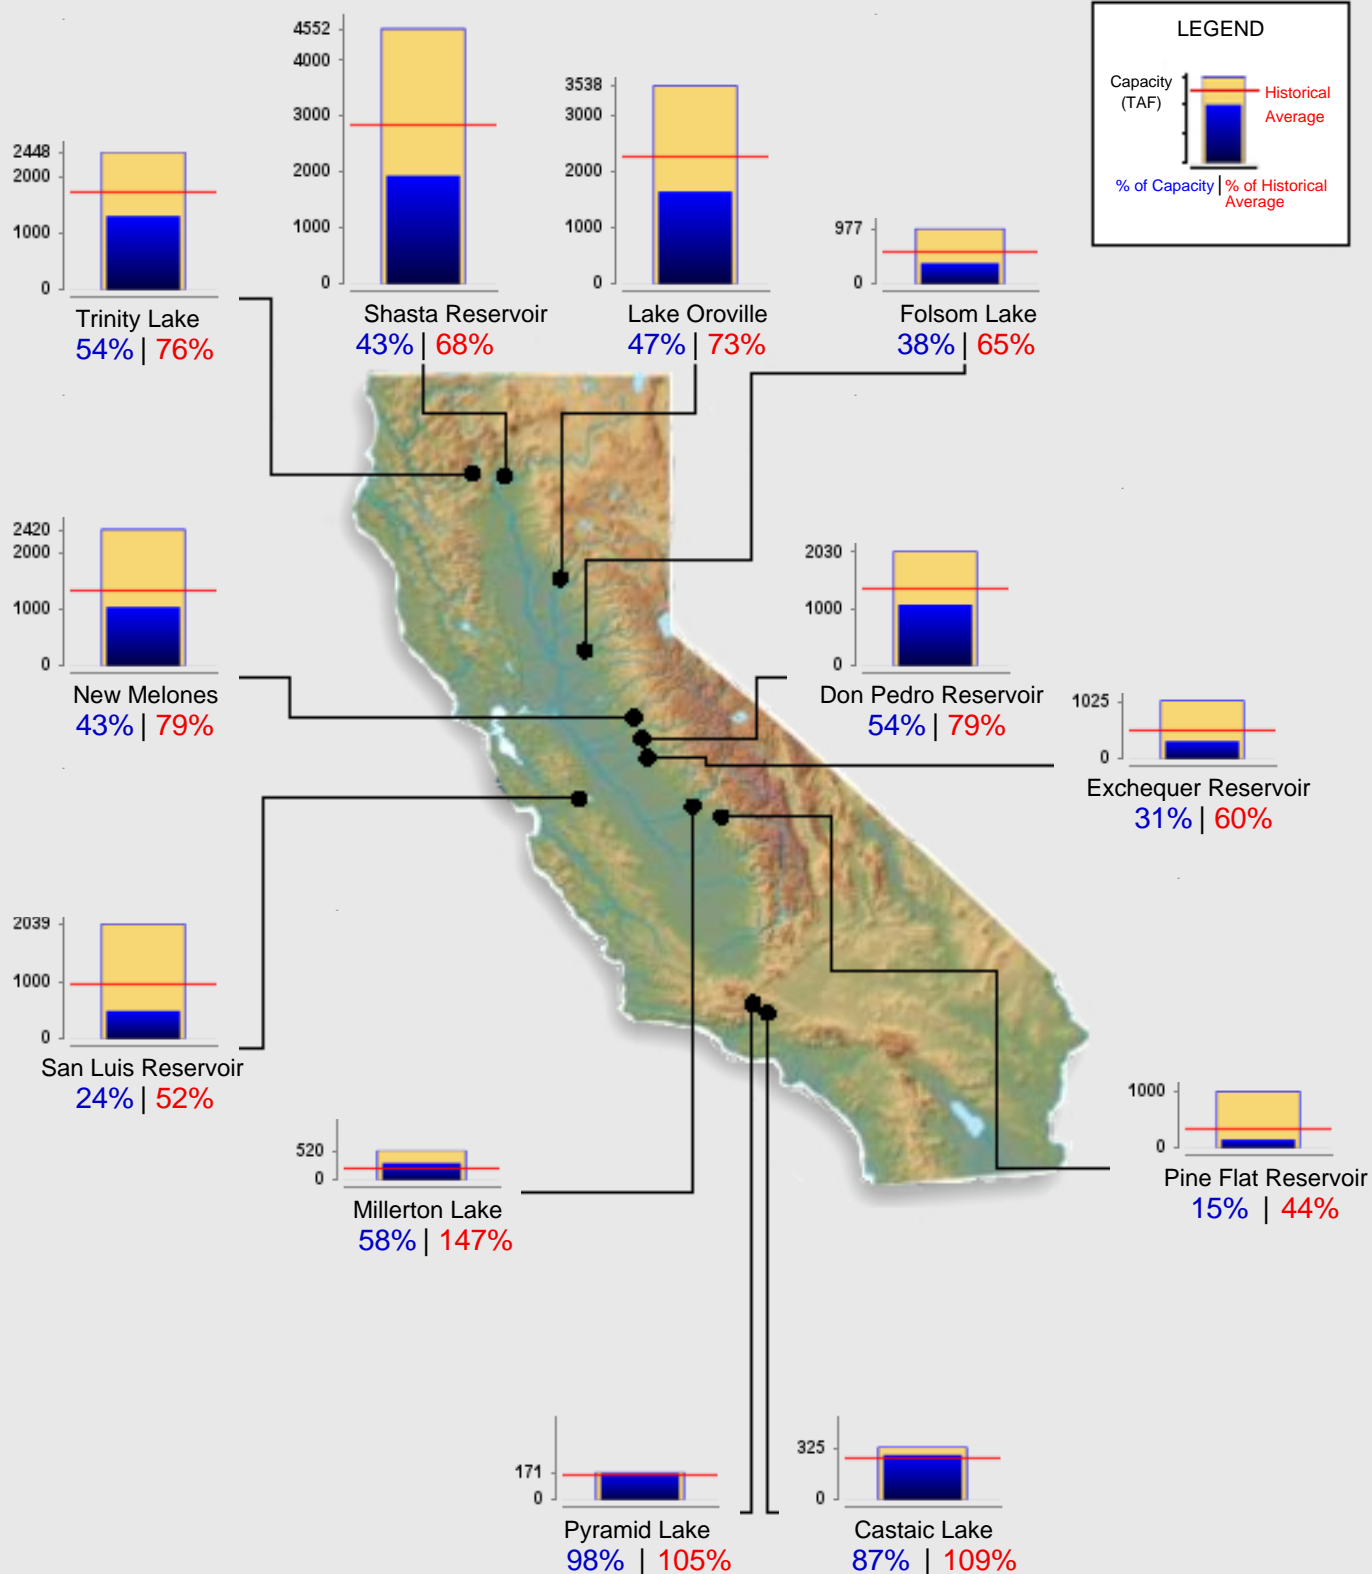 LEGEND
Capacity
(TAF)
Historical
Average
% of Capacity | % of Historical
Average
4552
4000
3000
2000
1000
0
Shasta Reservoir
43% | 68%
3538
3000
2000
1000
0
Lake Oroville
47% | 73%
2448
2000
1000
0
Trinity Lake
54% | 76%
977
0
Folsom Lake
38% | 65%
2420
2000
1000
0
New Melones
43% | 79%
2030
1000
0
Don Pedro Reservoir
54% | 79%
1025
0
Exchequer Reservoir
31% | 60%
2039
1000
0
San Luis Reservoir
24% | 52%
520
0
Millerton Lake
58% | 147%
1000
0
Pine Flat Reservoir
15% | 44%
171
0
Pyramid Lake
98% | 105%
325
0
Castaic Lake
87% | 109%